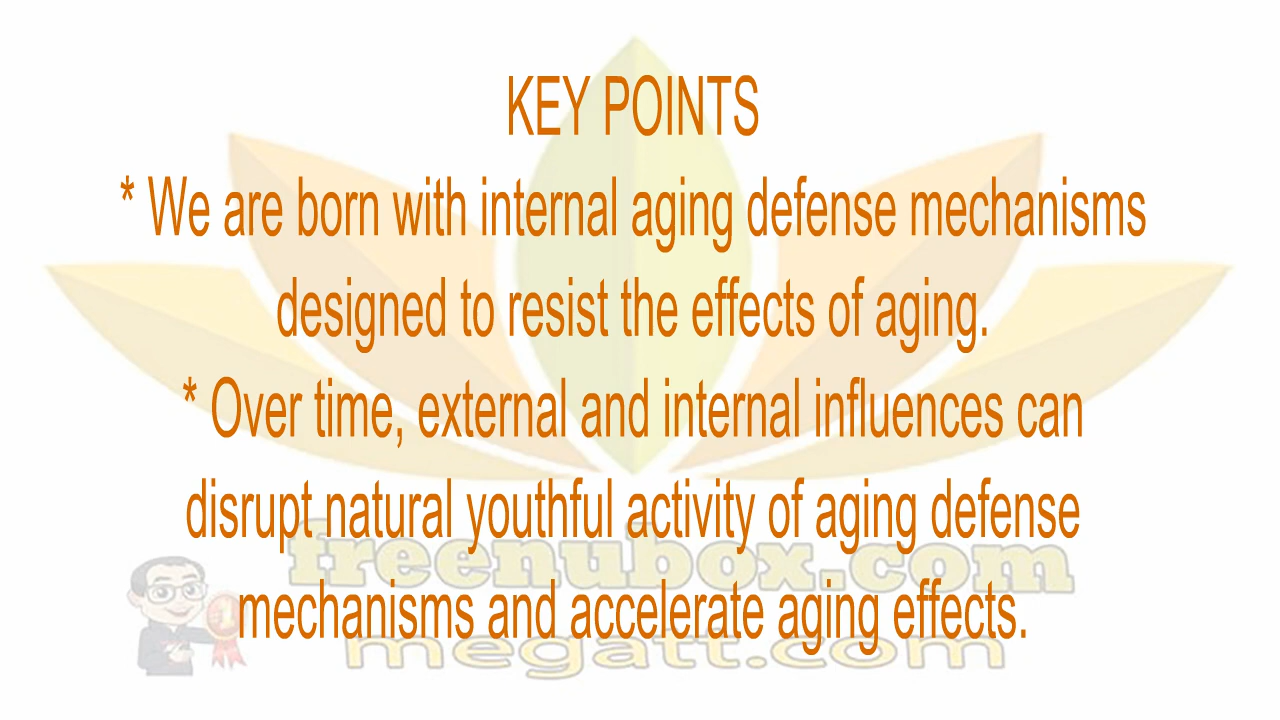 KEY POINTS
* We are born with internal aging defense mechanisms
designed to resist the effects of aging.
* Over time, external and internal influences can
disrupt natural youthful activity of aging defense
freenubox.com
mechanisms and accelerate aging effects.
megatt.com
1